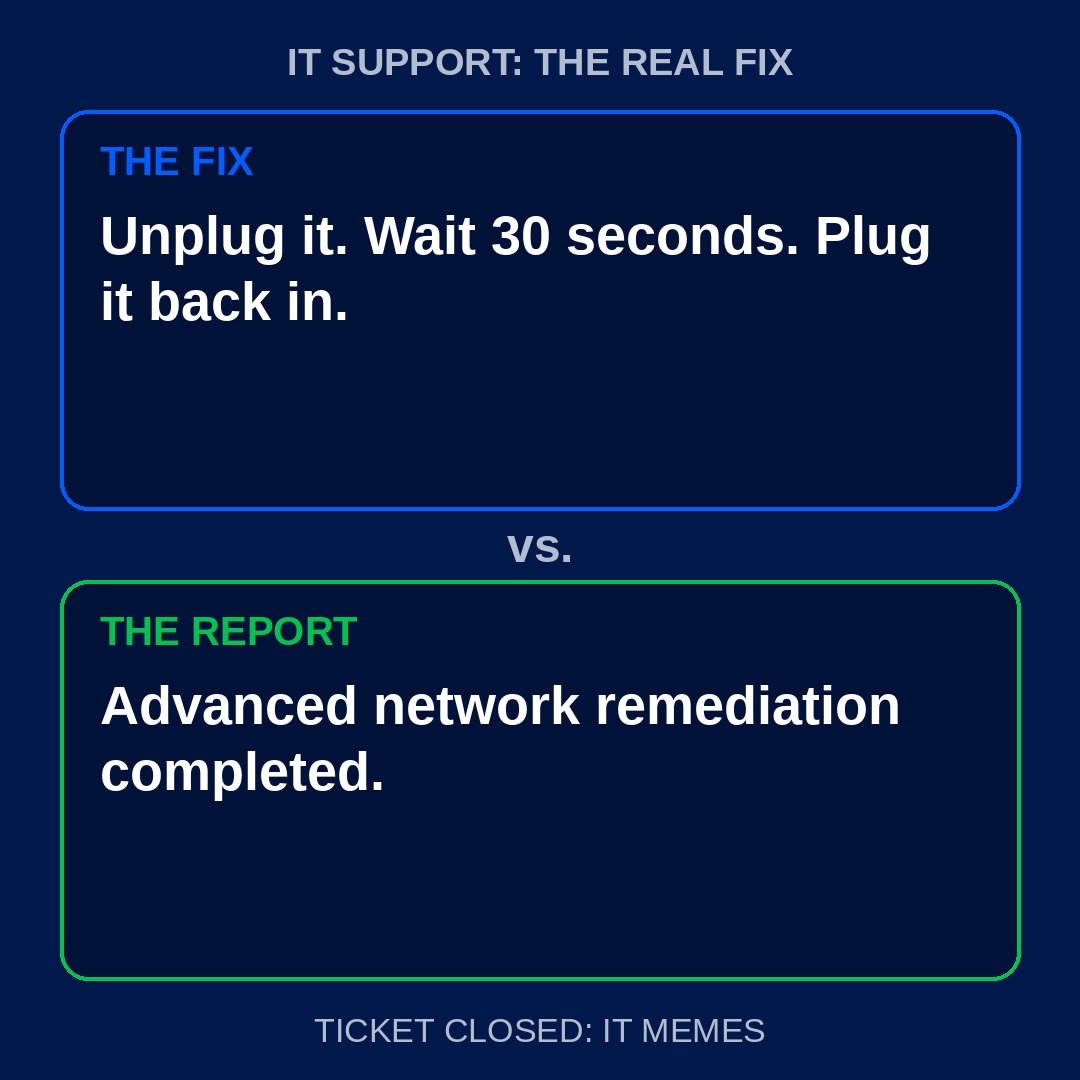 IT SUPPORT: THE REAL FIX
THE FIX
Unplug it. Wait 30 seconds. Plug
it back in.
vs.
THE REPORT
Advanced network remediation
completed.
TICKET CLOSED: IT MEMES